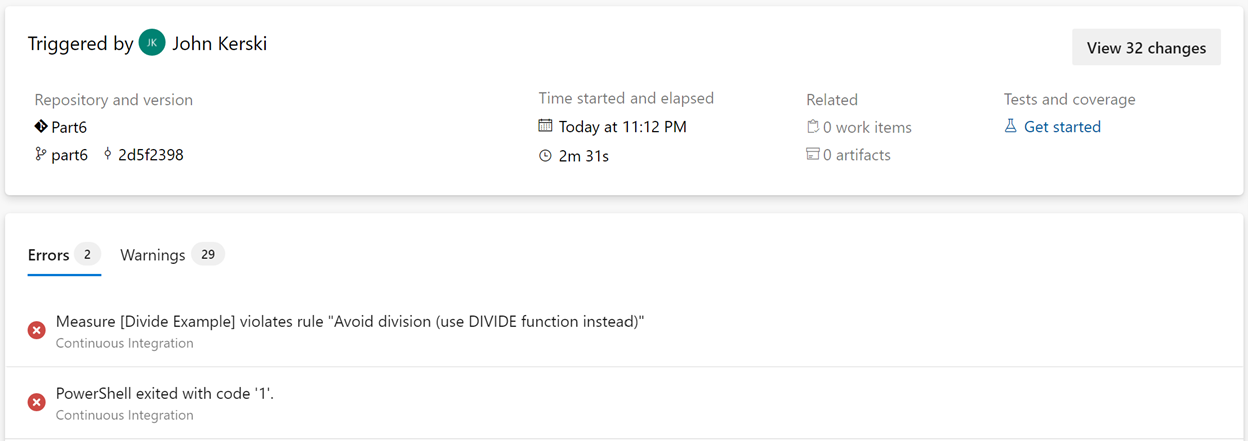 Triggered by JK John Kerski
View 32 changes
Repository and version
Time started and elapsed
Related
Tests and coverage
Part6
Today at 11:12 PM
0 work items
Get started
part6 2d5f2398
2m 31s
0 artifacts
Errors 2 Warnings 29
Measure [Divide Example] violates rule "Avoid division (use DIVIDE function instead)"
Continuous Integration
PowerShell exited with code '1'.
Continuous Integration